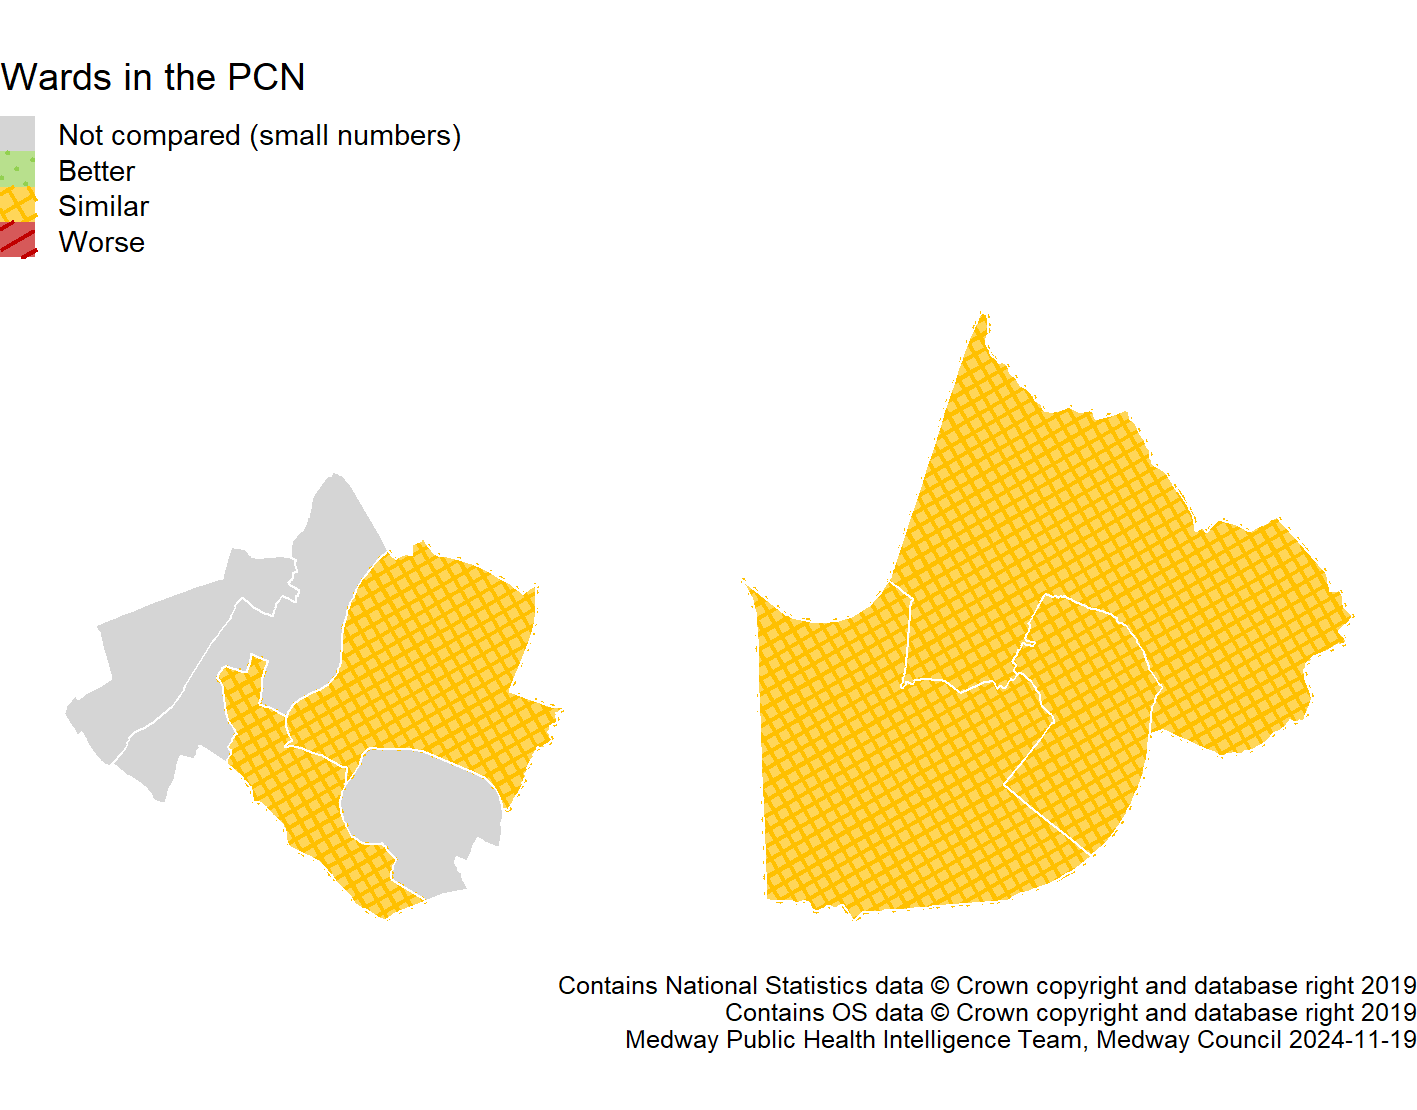 Wards in the PCN
Not compared (small numbers)
Better
Similar
Worse
Contains National Statistics data © Crown copyright and database right 2019
Contains OS data © Crown copyright and database right 2019
Medway Public Health Intelligence Team, Medway Council 2024-11-19